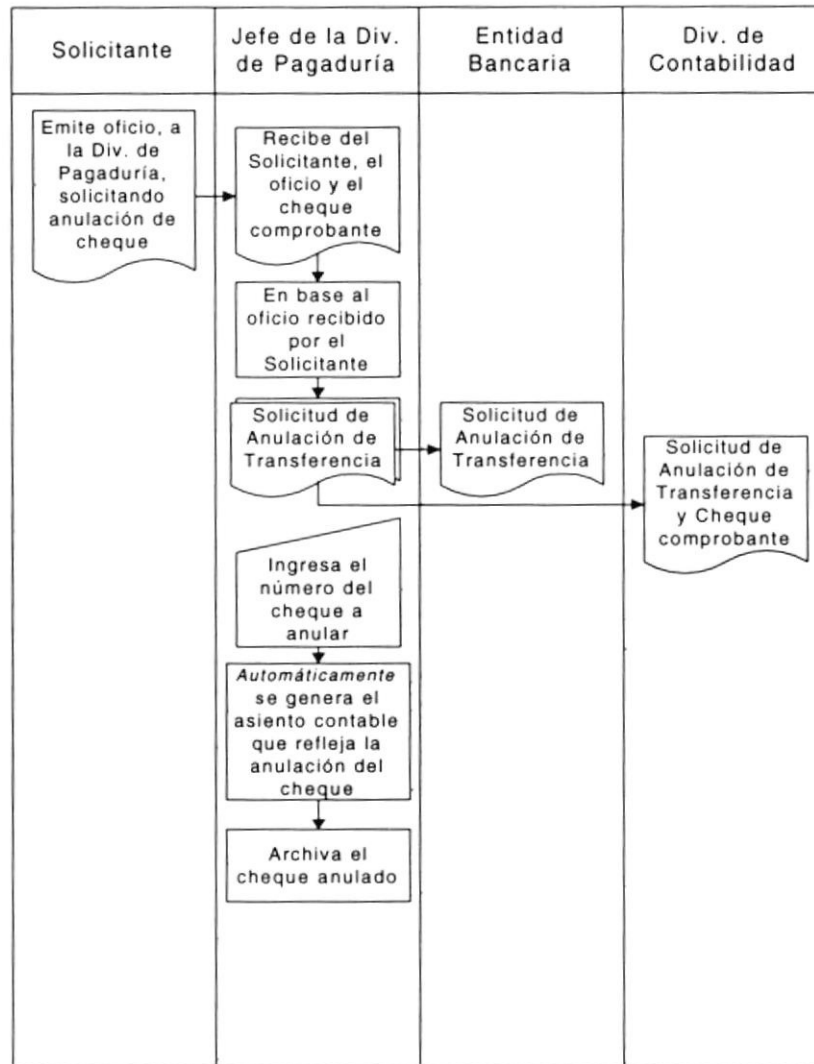 Solicitante
Jefe de la Div.
de Pagaduría
Entidad
Bancaria
Div. de
Contabilidad
Emite oficio, a
la Div. de
Pagaduría,
solicitando
anulación de
cheque
Recibe del
Solicitante, el
oficio y el
cheque
comprobante
En base al
oficio recibido
por el
Solicitante
Solicitud de
Anulación de
Transferencia
Solicitud de
Anulación de
Transferencia
Solicitud de
Anulación de
Transferencia
y Cheque
comprobante
Ingresa el
número del
cheque a
anular
Automáticamente
se genera el
asiento contable
que refleja la
anulación del
cheque
Archiva el
cheque anulado